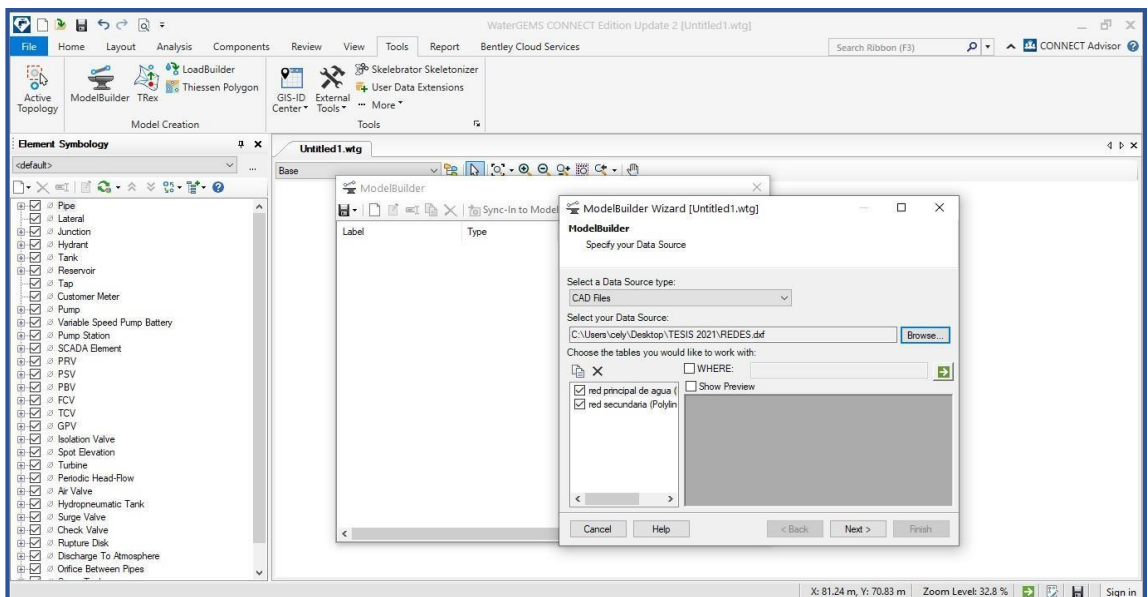 WaterGEMS CONNECT Edition Update 2 [Untitled1.wtg]
File Home Layout Analysis Components Review View Tools Report Bentley Cloud Services Search Ribbon (F3) CONNECT Advisor
Active Topology
ModelBuilder
TRex
LoadBuilder
Thiessen Polygon
Model Creation
GIS-ID Center
External Tools
Skelebrator Skeletonizer
User Data Extensions
More
Tools
Element Symbology
<default>
Pipe
Lateral
Junction
Hydrant
Tank
Reservoir
Tap
Customer Meter
Pump
Variable Speed Pump Battery
Pump Station
SCADA Element
PRV
PSV
PBV
FCV
TCV
GPV
Isolation Valve
Spot Elevation
Turbine
Periodic Head-Flow
Air Valve
Hydropneumatic Tank
Surge Valve
Check Valve
Rupture Disk
Discharge To Atmosphere
Orifice Between Pipes
Untitled1.wtg
Base
ModelBuilder
Sync-In to Model
Label Type
ModelBuilder Wizard [Untitled1.wtg]
ModelBuilder
Specify your Data Source
Select a Data Source type:
CAD Files
Select your Data Source:
C:\Users\cely\Desktop\TESIS 2021\REDES.dxf Browse...
Choose the tables you would like to work with:
WHERE:
Show Preview
red principal de agua (
red secundaria (Polylin
Cancel Help < Back Next > Finish
X: 81.24 m, Y: 70.83 m Zoom Level: 32.8 % Sign in